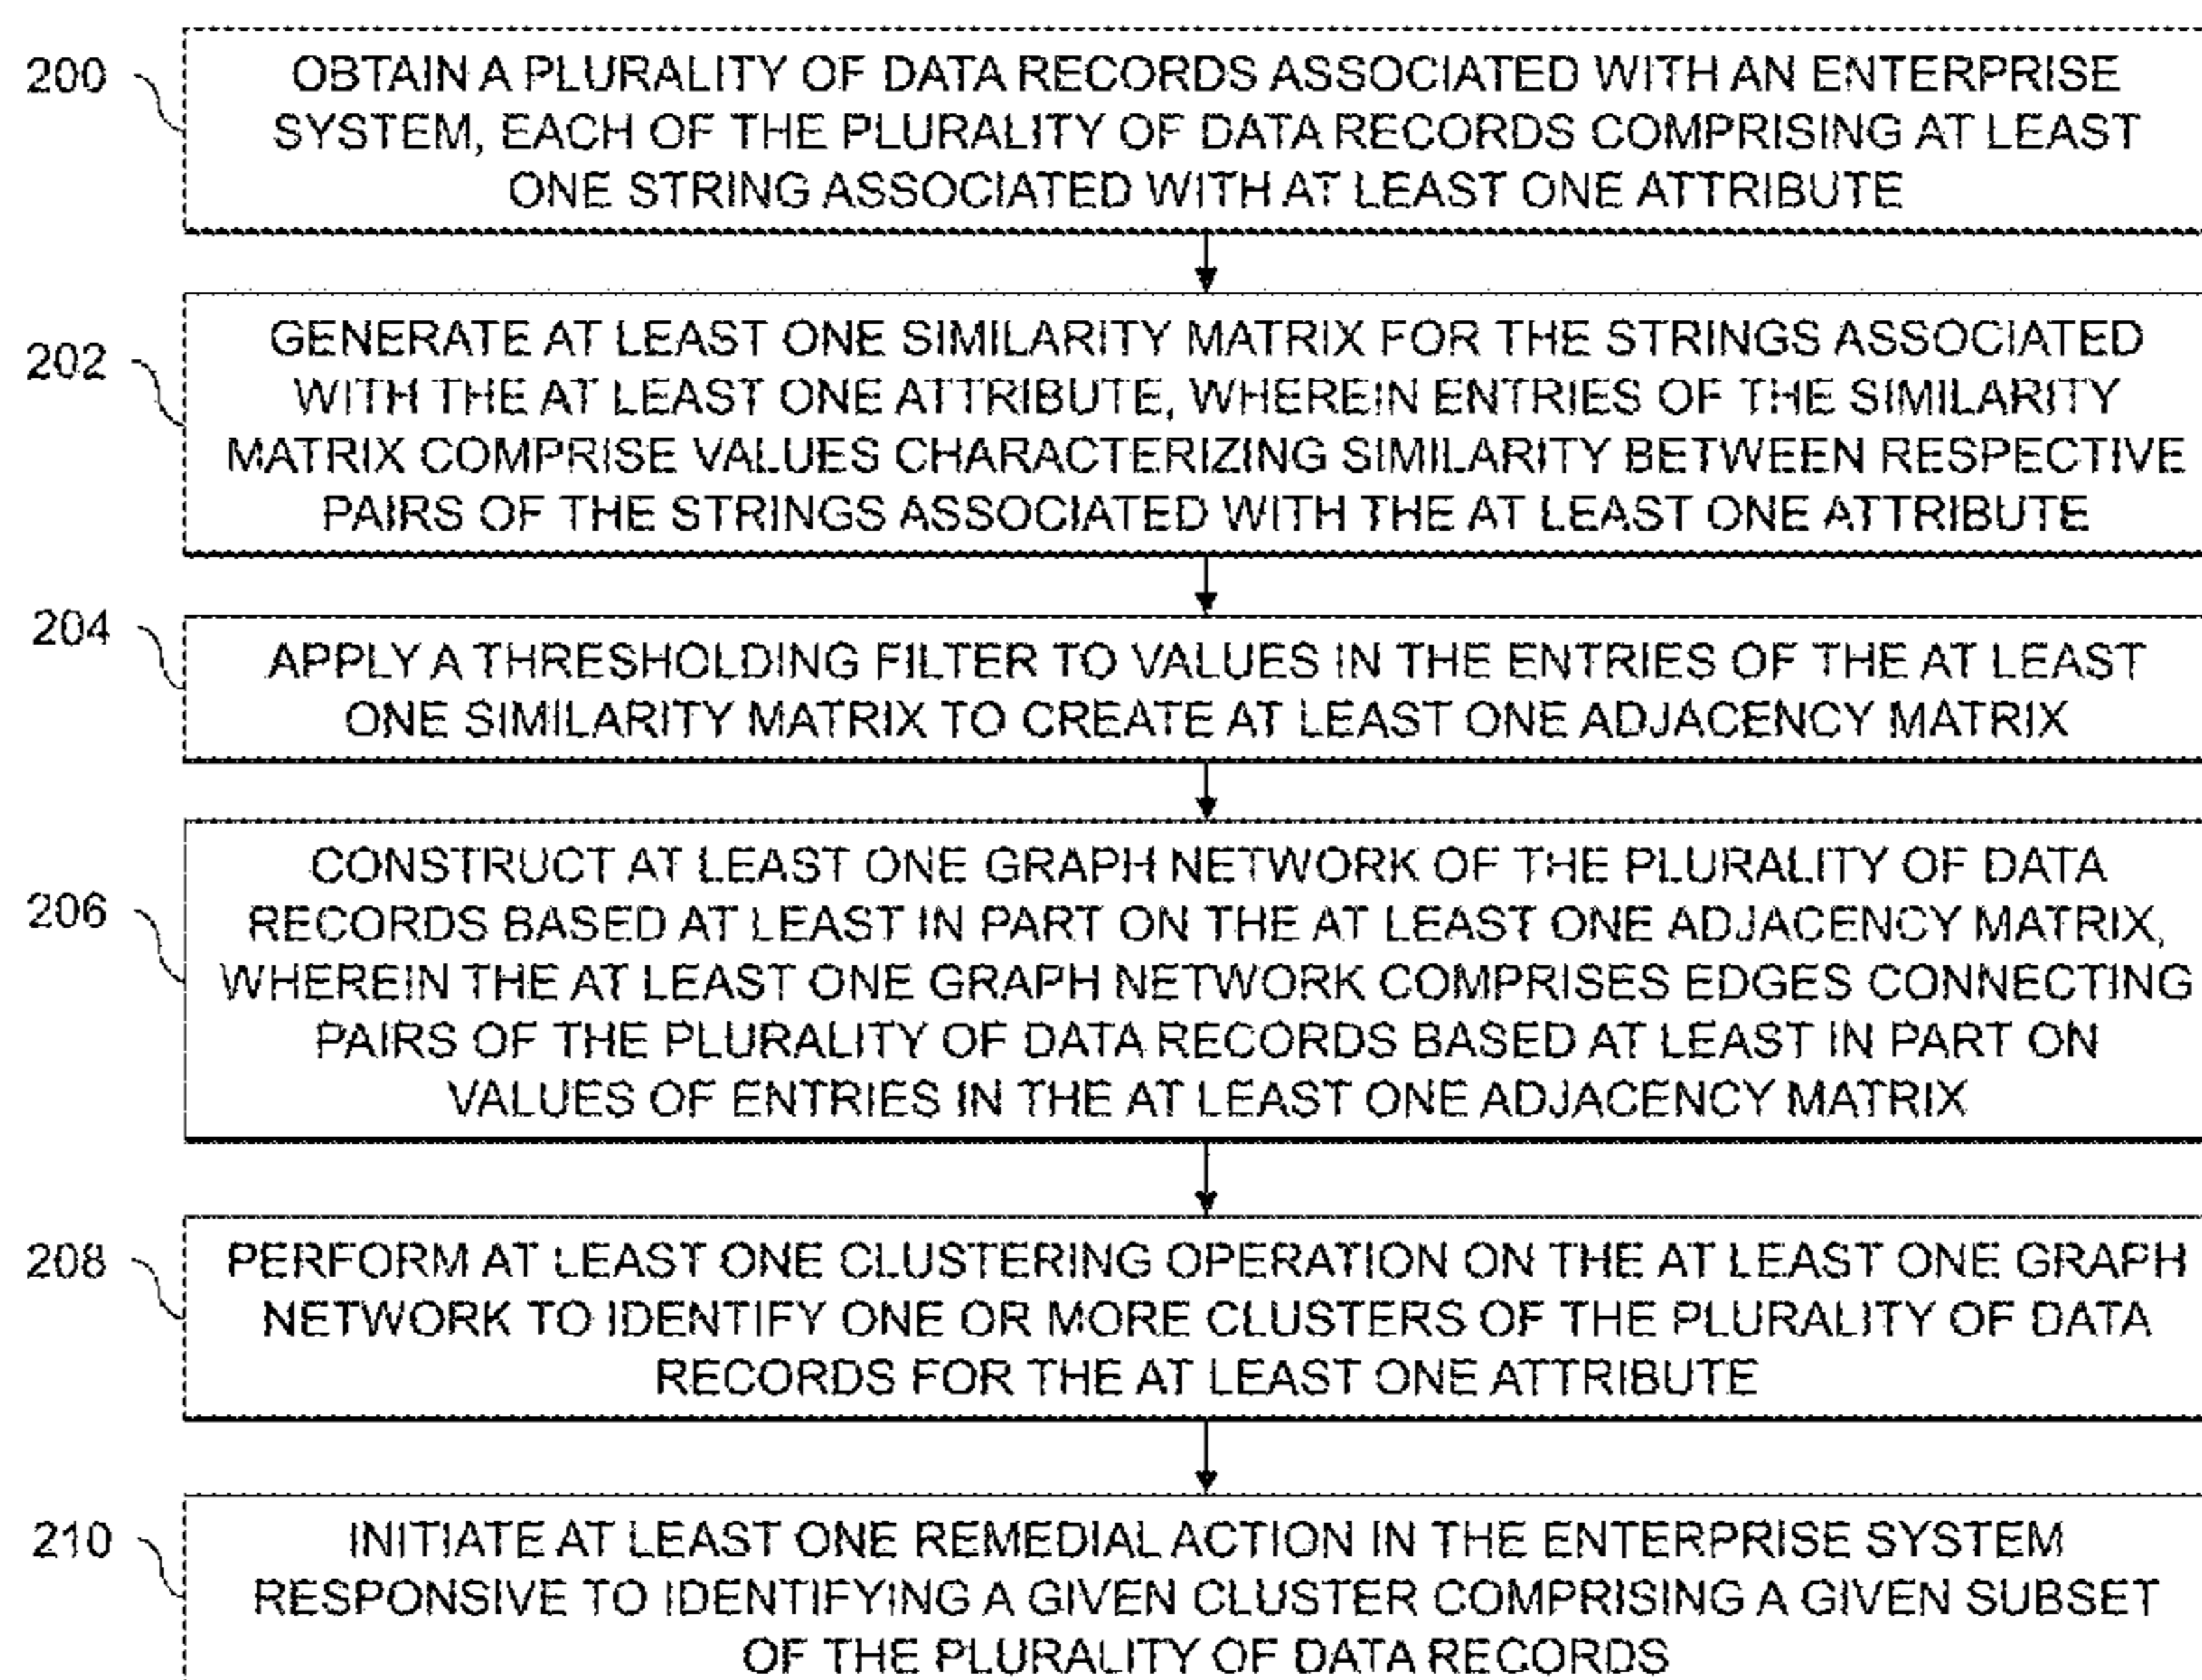 200
OBTAIN A PLURALITY OF DATA RECORDS ASSOCIATED WITH AN ENTERPRISE
SYSTEM, EACH OF THE PLURALITY OF DATA RECORDS COMPRISING AT LEAST
ONE STRING ASSOCIATED WITH AT LEAST ONE ATTRIBUTE
202
GENERATE AT LEAST ONE SIMILARITY MATRIX FOR THE STRINGS ASSOCIATED
WITH THE AT LEAST ONE ATTRIBUTE, WHEREIN ENTRIES OF THE SIMILARITY
MATRIX COMPRISE VALUES CHARACTERIZING SIMILARITY BETWEEN RESPECTIVE
PAIRS OF THE STRINGS ASSOCIATED WITH THE AT LEAST ONE ATTRIBUTE
204
APPLY A THRESHOLDING FILTER TO VALUES IN THE ENTRIES OF THE AT LEAST
ONE SIMILARITY MATRIX TO CREATE AT LEAST ONE ADJACENCY MATRIX
206
CONSTRUCT AT LEAST ONE GRAPH NETWORK OF THE PLURALITY OF DATA
RECORDS BASED AT LEAST IN PART ON THE AT LEAST ONE ADJACENCY MATRIX,
WHEREIN THE AT LEAST ONE GRAPH NETWORK COMPRISES EDGES CONNECTING
PAIRS OF THE PLURALITY OF DATA RECORDS BASED AT LEAST IN PART ON
VALUES OF ENTRIES IN THE AT LEAST ONE ADJACENCY MATRIX
208
PERFORM AT LEAST ONE CLUSTERING OPERATION ON THE AT LEAST ONE GRAPH
NETWORK TO IDENTIFY ONE OR MORE CLUSTERS OF THE PLURALITY OF DATA
RECORDS FOR THE AT LEAST ONE ATTRIBUTE
210
INITIATE AT LEAST ONE REMEDIAL ACTION IN THE ENTERPRISE SYSTEM
RESPONSIVE TO IDENTIFYING A GIVEN CLUSTER COMPRISING A GIVEN SUBSET
OF THE PLURALITY OF DATA RECORDS